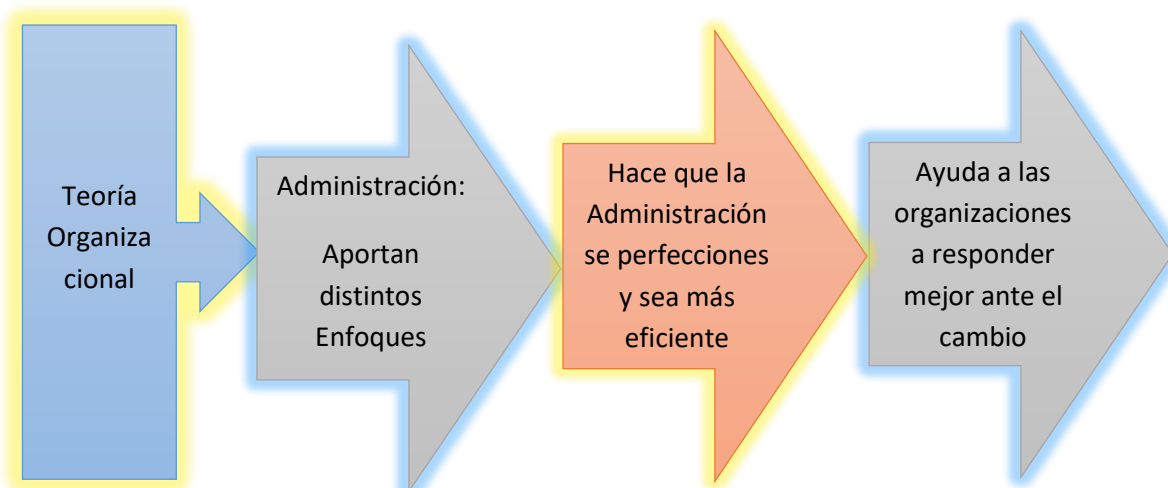 Teoría
Organiza
cional
Administración:
Aportan
distintos
Enfoques
Hace que la
Administración
se perfecciones
y sea más
eficiente
Ayuda a las
organizaciones
a responder
mejor ante el
cambio